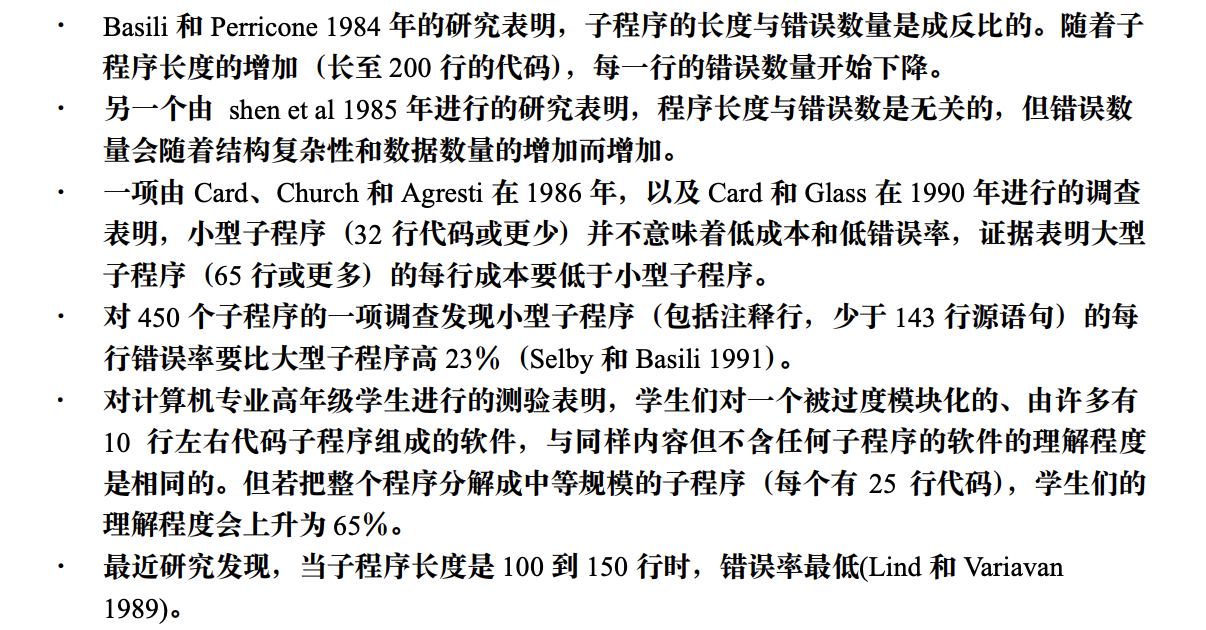 · Basili 和 Perricone 1984 年的研究表明，子程序的长度与错误数量是成反比的。随着子
程序长度的增加（长至 200 行的代码），每一行的错误数量开始下降。
· 另一个由 shen et al 1985 年进行的研究表明，程序长度与错误数是无关的，但错误数
量会随着结构复杂性和数据数量的增加而增加。
· 一项由 Card、Church 和 Agresti 在 1986 年，以及 Card 和 Glass 在 1990 年进行的调查
表明，小型子程序（32 行代码或更少）并不意味着低成本和低错误率，证据表明大型
子程序（65 行或更多）的每行成本要低于小型子程序。
· 对 450 个子程序的一项调查发现小型子程序（包括注释行，少于 143 行源语句）的每
行错误率要比大型子程序高 23％（Selby 和 Basili 1991）。
· 对计算机专业高年级学生进行的测验表明，学生们对一个被过度模块化的、由许多有
10 行左右代码子程序组成的软件，与同样内容但不含任何子程序的软件的理解程度
是相同的。但若把整个程序分解成中等规模的子程序（每个有 25 行代码），学生们的
理解程度会上升为 65％。
· 最近研究发现，当子程序长度是 100 到 150 行时，错误率最低(Lind 和 Variavan
1989)。